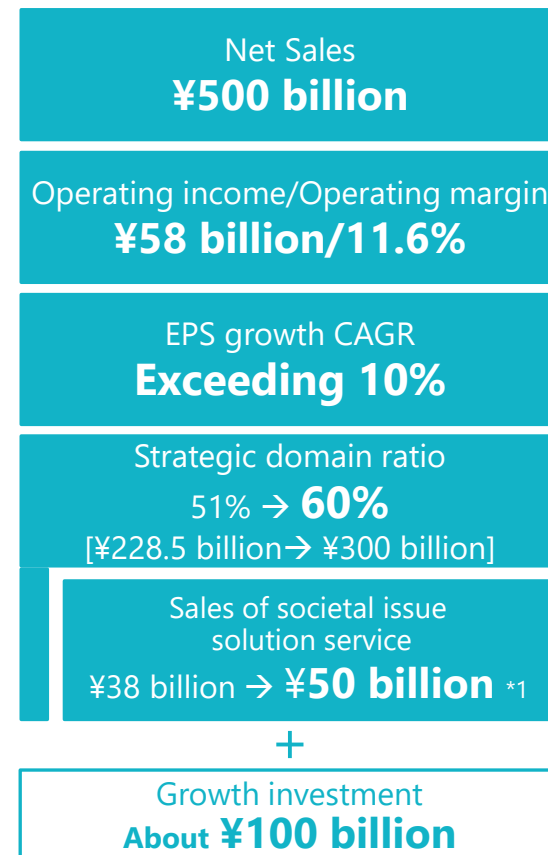 Net Sales
¥500 billion
Operating income/Operating margin
¥58 billion/11.6%
EPS growth CAGR
Exceeding 10%
Strategic domain ratio
51% → 60%
[¥228.5 billion→ ¥300 billion]
Sales of societal issue
solution service
¥38 billion → ¥50 billion *1
+
Growth investment
About ¥100 billion